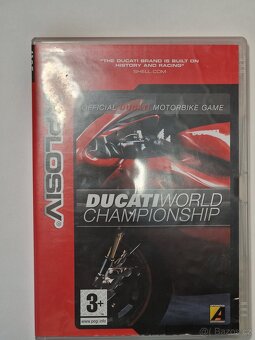 "THE DUCATI BRAND IS BUILT ON
HISTORY AND RACING"
SHELL.COM
OFFICIAL DUCATI MOTORBIKE GAME
XPLOSIV
DUCATI WORLD
CHAMPIONSHIP
3+
www.pegi.info
A